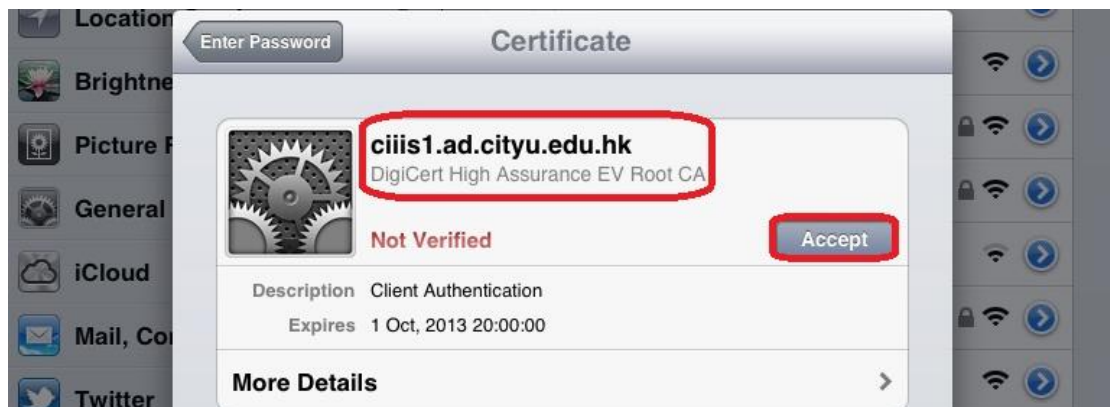 Location
Enter Password
Certificate
Brightne
Picture F
General
iCloud
Mail, Co
Twitter
ciiis1.ad.cityu.edu.hk
DigiCert High Assurance EV Root CA
Not Verified
Accept
Description Client Authentication
Expires 1 Oct, 2013 20:00:00
More Details